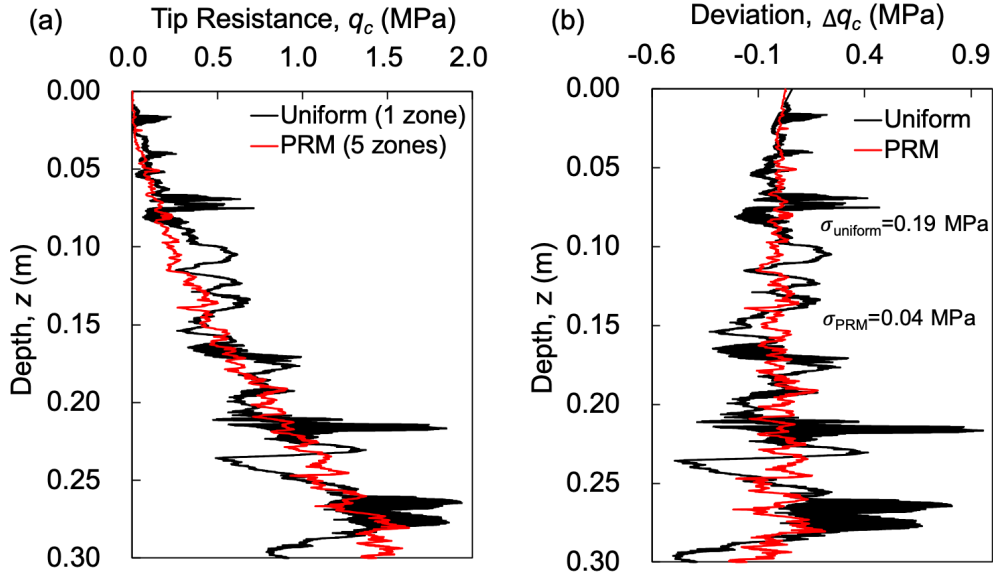 (a)
Tip Resistance, qc (MPa)
0.0 0.5 1.0 1.5 2.0
0.00
0.05
0.10
0.15
0.20
0.25
0.30
Depth, z (m)
Uniform (1 zone)
PRM (5 zones)
(b)
Deviation, Δqc (MPa)
-0.6 -0.1 0.4 0.9
0.00
0.05
0.10
0.15
0.20
0.25
0.30
Depth, z (m)
Uniform
PRM
σuniform=0.19 MPa
σPRM=0.04 MPa